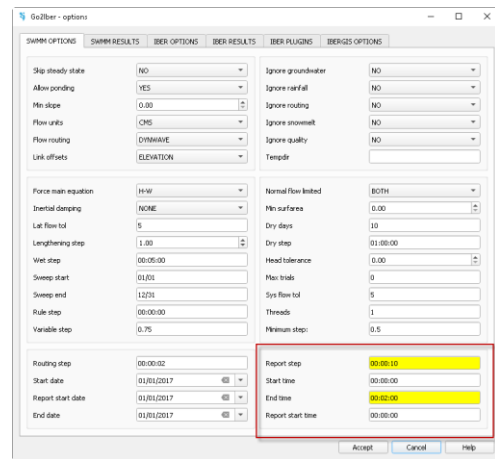 Go2Iber - options
SWMM OPTIONS SWMM RESULTS IBER OPTIONS IBER RESULTS IBER PLUGINS IBERGIS OPTIONS
Skip steady state NO Ignore groundwater NO
Allow ponding YES Ignore rainfall NO
Min slope 0.00 Ignore routing NO
Flow units CMS Ignore snowmelt NO
Flow routing DYNWAVE Ignore quality NO
Link offsets ELEVATION Tempdir
Force main equation H-W Normal flow limited BOTH
Inertial damping NONE Min surfarea 0.00
Lat flow tol 5 Dry days 10
Lengthening step 1.00 Dry step 01:00:00
Wet step 00:05:00 Head tolerance 0.00
Sweep start 01/01 Max trials 0
Sweep end 12/31 Sys flow tol 5
Rule step 00:00:00 Threads 1
Variable step 0.75 Minimum step: 0.5
Routing step 00:00:02 Report step 00:00:10
Start date 01/01/2017 Start time 00:00:00
Report start date 01/01/2017 End time 00:02:00
End date 01/01/2017 Report start time 00:00:00
Accept Cancel Help